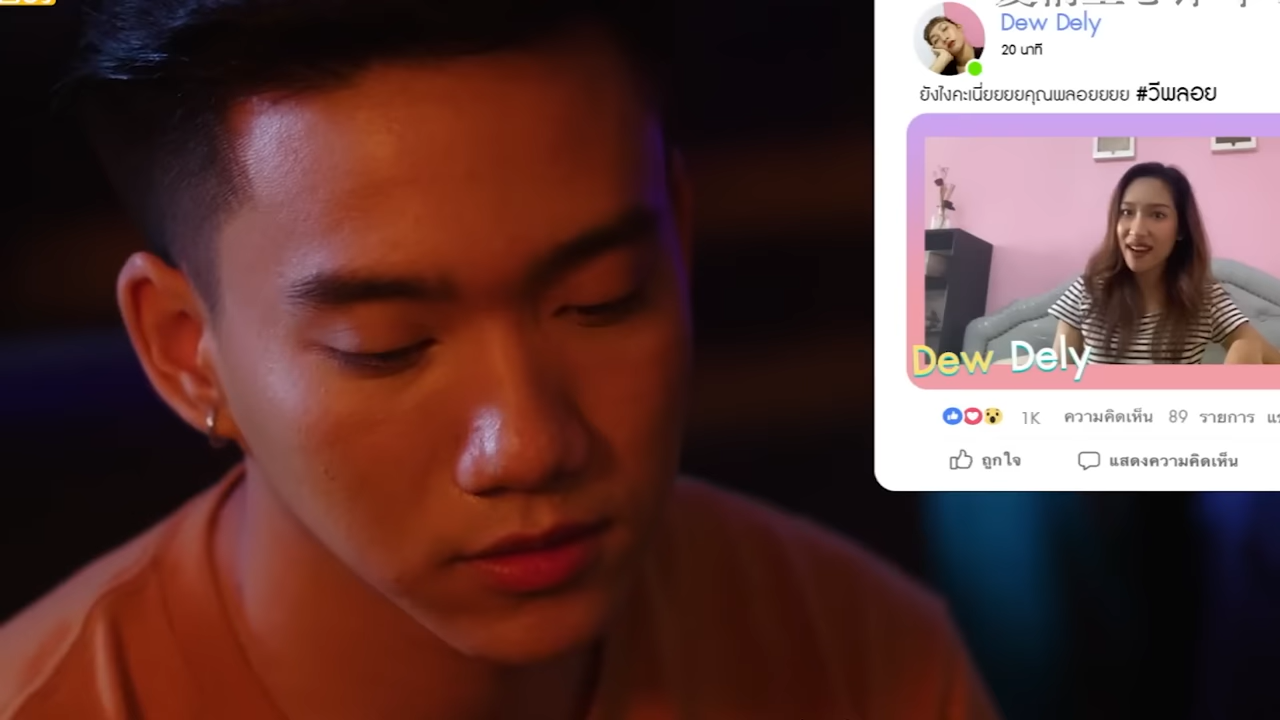 Dew Dely
20 นาที
ยังไงคะเนี่ยยยยคุณพลอยยยย #วีพลอย
Dew Dely
1K ความคิดเห็น 89 รายการ
ถูกใจ แสดงความคิดเห็น